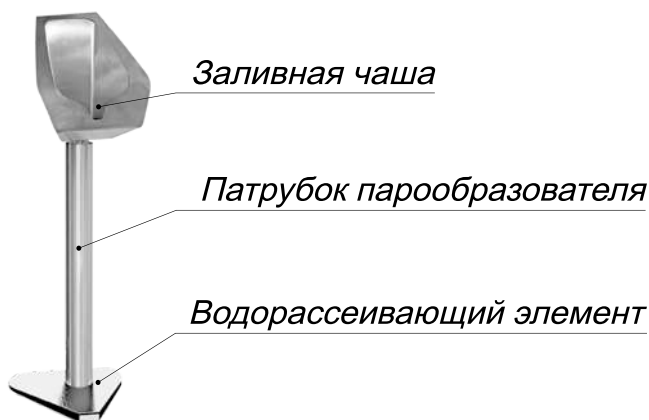 Заливная чаша
Патрубок парообразователя
Водорассеивающий элемент